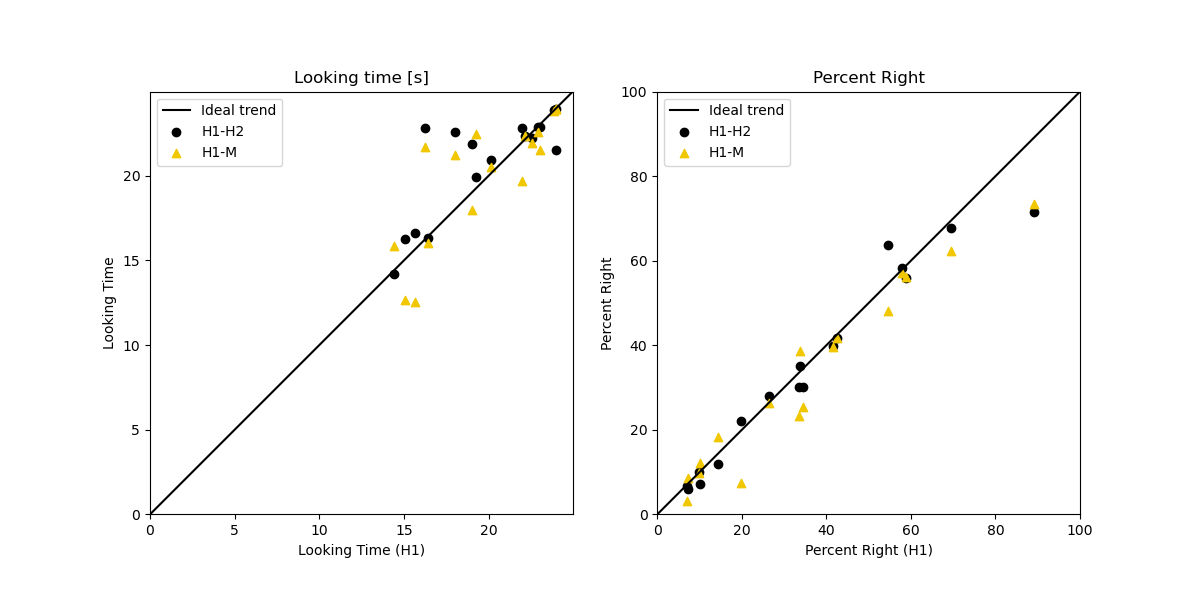 Looking time [s]
Ideal trend
H1-H2
H1-M
20
15
10
5
0
0 5 10 15 20
Looking Time
Looking Time (H1)
Percent Right
Ideal trend
H1-H2
H1-M
100
80
60
40
20
0
0 20 40 60 80 100
Percent Right
Percent Right (H1)